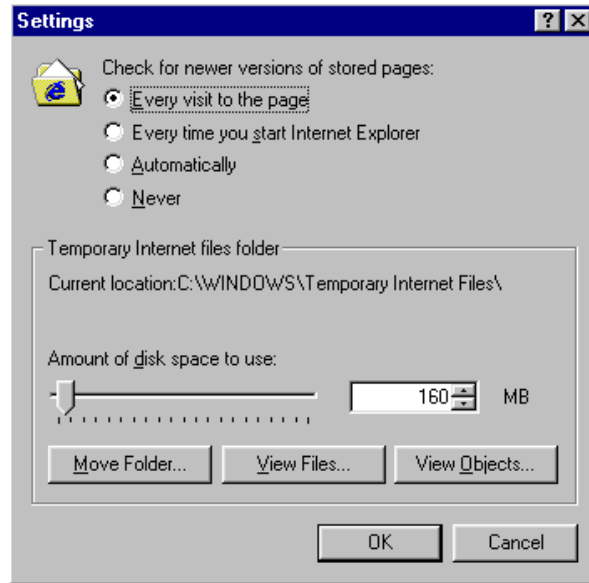 Settings
Check for newer versions of stored pages:
Every visit to the page
Every time you start Internet Explorer
Automatically
Never
Temporary Internet files folder
Current location:C:\WINDOWS\Temporary Internet Files\
Amount of disk space to use:
160 MB
Move Folder... View Files... View Objects...
OK Cancel